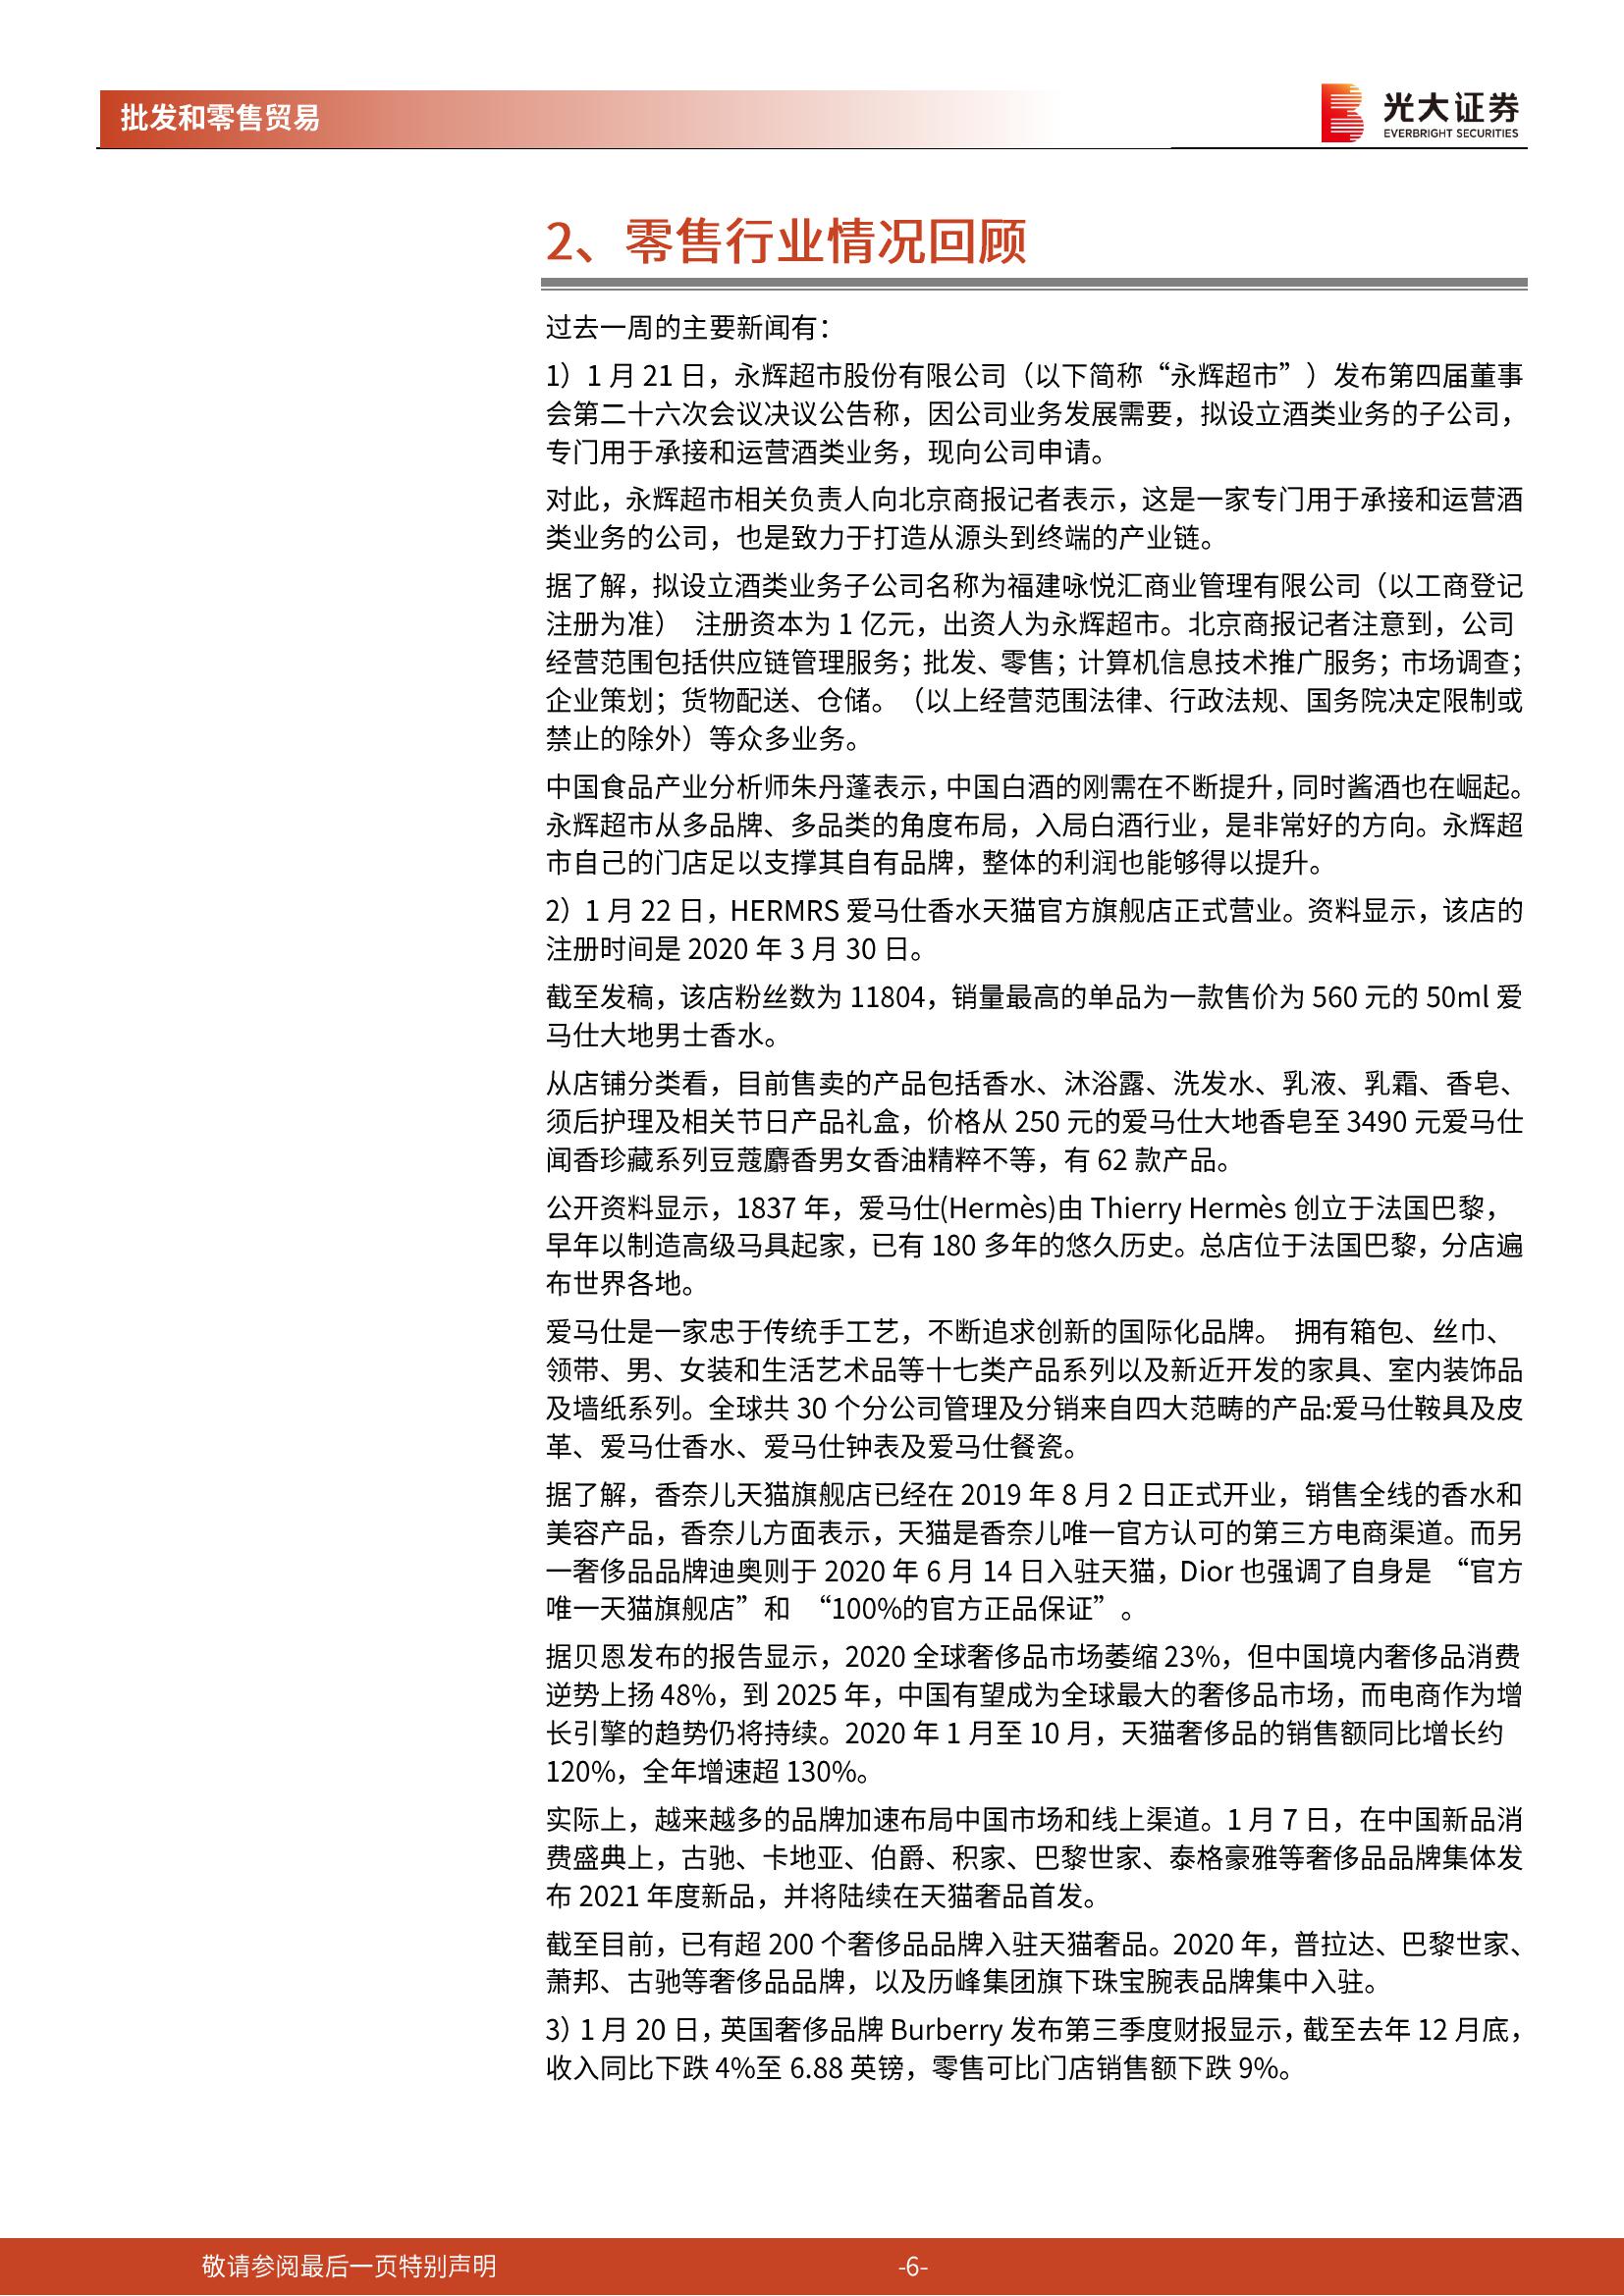 批发和零售贸易
光大证券
EVERBRIGHT SECURITIES
2、零售行业情况回顾
过去一周的主要新闻有：
1）1 月 21 日，永辉超市股份有限公司（以下简称“永辉超市”）发布第四届董事
会第二十六次会议决议公告称，因公司业务发展需要，拟设立酒类业务的子公司，
专门用于承接和运营酒类业务，现向公司申请。
对此，永辉超市相关负责人向北京商报记者表示，这是一家专门用于承接和运营酒
类业务的公司，也是致力于打造从源头到终端的产业链。
据了解，拟设立酒类业务子公司名称为福建咏悦汇商业管理有限公司（以工商登记
注册为准） 注册资本为 1 亿元，出资人为永辉超市。北京商报记者注意到，公司
经营范围包括供应链管理服务；批发、零售；计算机信息技术推广服务；市场调查；
企业策划；货物配送、仓储。（以上经营范围法律、行政法规、国务院决定限制或
禁止的除外）等众多业务。
中国食品产业分析师朱丹蓬表示，中国白酒的刚需在不断提升，同时酱酒也在崛起。
永辉超市从多品牌、多品类的角度布局，入局白酒行业，是非常好的方向。永辉超
市自己的门店足以支撑其自有品牌，整体的利润也能够得以提升。
2）1 月 22 日，HERMRS 爱马仕香水天猫官方旗舰店正式营业。资料显示，该店的
注册时间是 2020 年 3 月 30 日。
截至发稿，该店粉丝数为 11804，销量最高的单品为一款售价为 560 元的 50ml 爱
马仕大地男士香水。
从店铺分类看，目前售卖的产品包括香水、沐浴露、洗发水、乳液、乳霜、香皂、
须后护理及相关节日产品礼盒，价格从 250 元的爱马仕大地香皂至 3490 元爱马仕
闻香珍藏系列豆蔻麝香男女香油精粹不等，有 62 款产品。
公开资料显示，1837 年，爱马仕(Hermès)由 Thierry Hermès 创立于法国巴黎，
早年以制造高级马具起家，已有 180 多年的悠久历史。总店位于法国巴黎，分店遍
布世界各地。
爱马仕是一家忠于传统手工艺，不断追求创新的国际化品牌。 拥有箱包、丝巾、
领带、男、女装和生活艺术品等十七类产品系列以及新近开发的家具、室内装饰品
及墙纸系列。全球共 30 个分公司管理及分销来自四大范畴的产品:爱马仕鞍具及皮
革、爱马仕香水、爱马仕钟表及爱马仕餐瓷。
据了解，香奈儿天猫旗舰店已经在 2019 年 8 月 2 日正式开业，销售全线的香水和
美容产品，香奈儿方面表示，天猫是香奈儿唯一官方认可的第三方电商渠道。而另
一奢侈品品牌迪奥则于 2020 年 6 月 14 日入驻天猫，Dior 也强调了自身是 “官方
唯一天猫旗舰店”和 “100%的官方正品保证”。
据贝恩发布的报告显示，2020 全球奢侈品市场萎缩 23%，但中国境内奢侈品消费
逆势上扬 48%，到 2025 年，中国有望成为全球最大的奢侈品市场，而电商作为增
长引擎的趋势仍将持续。2020 年 1 月至 10 月，天猫奢侈品的销售额同比增长约
120%，全年增速超 130%。
实际上，越来越多的品牌加速布局中国市场和线上渠道。1 月 7 日，在中国新品消
费盛典上，古驰、卡地亚、伯爵、积家、巴黎世家、泰格豪雅等奢侈品品牌集体发
布 2021 年度新品，并将陆续在天猫奢品首发。
截至目前，已有超 200 个奢侈品品牌入驻天猫奢品。2020 年，普拉达、巴黎世家、
萧邦、古驰等奢侈品品牌，以及历峰集团旗下珠宝腕表品牌集中入驻。
3）1 月 20 日，英国奢侈品牌 Burberry 发布第三季度财报显示，截至去年 12 月底，
收入同比下跌 4%至 6.88 英镑，零售可比门店销售额下跌 9%。
敬请参阅最后一页特别声明
-6-